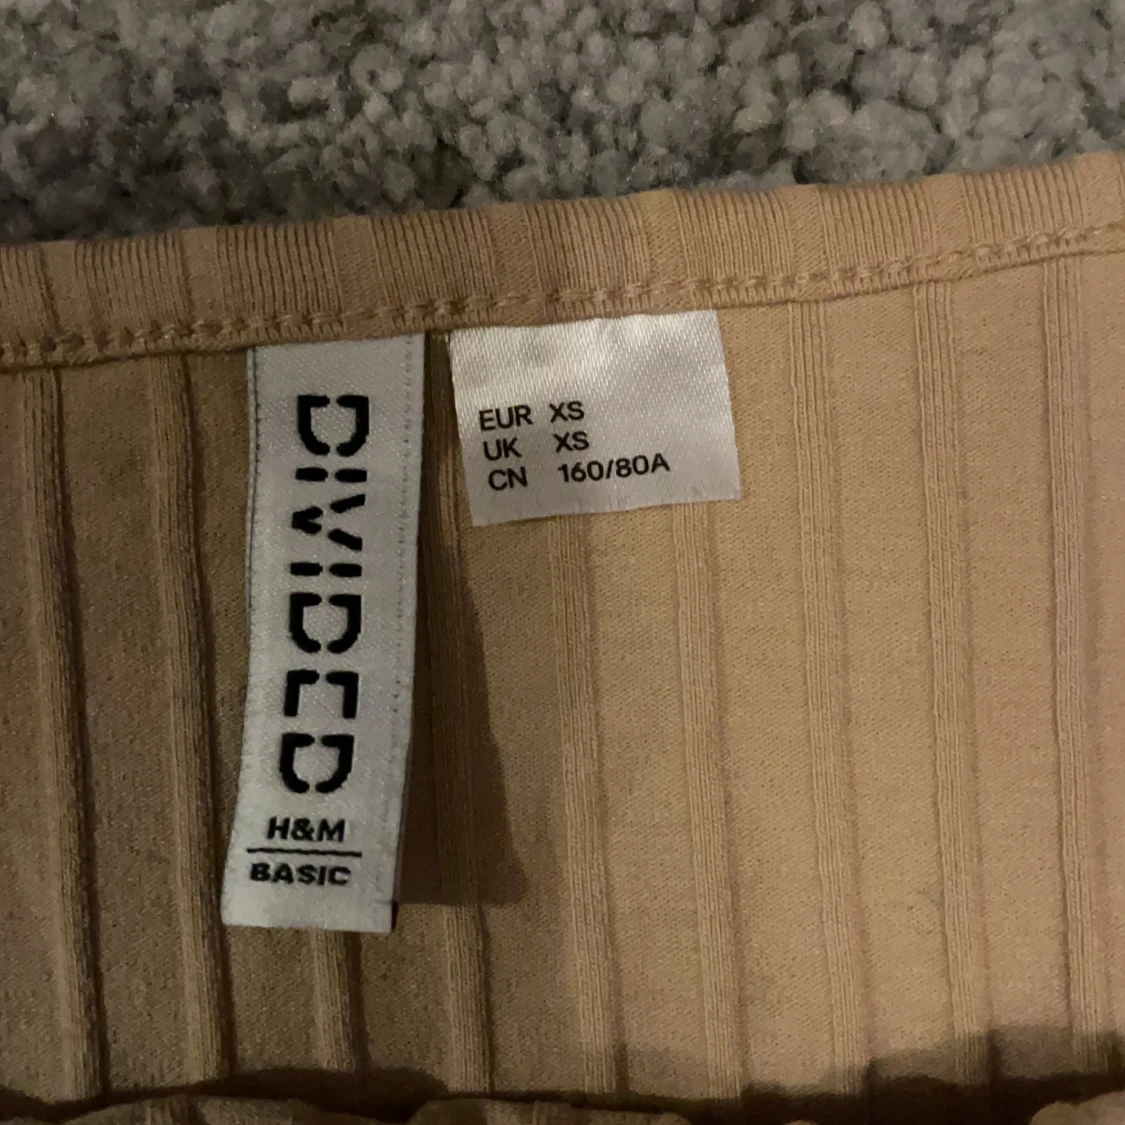 DIVIDED
H&M
BASIC
EUR XS
UK XS
CN 160/80A